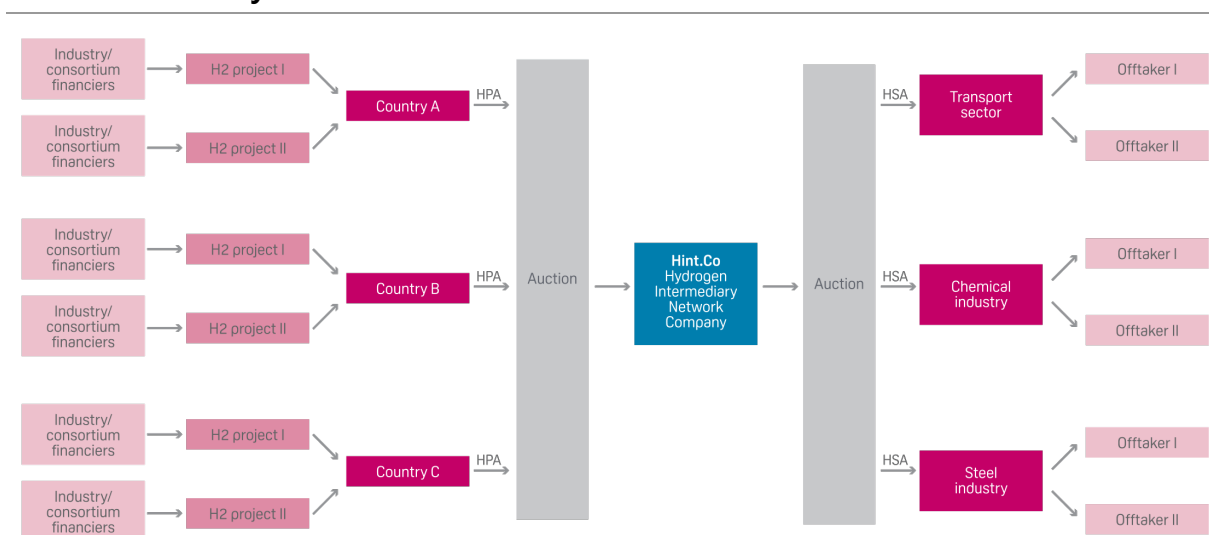 Industry/
consortium
financiers
H2 project I
Industry/
consortium
financiers
H2 project II
Country A
HPA
Industry/
consortium
financiers
H2 project I
Industry/
consortium
financiers
H2 project II
Country B
HPA
Industry/
consortium
financiers
H2 project I
Industry/
consortium
financiers
H2 project II
Country C
HPA
Auction
Hint.Co
Hydrogen
Intermediary
Network
Company
Auction
HSA
Transport
sector
Offtaker I
Offtaker II
HSA
Chemical
industry
Offtaker I
Offtaker II
HSA
Steel
industry
Offtaker I
Offtaker II